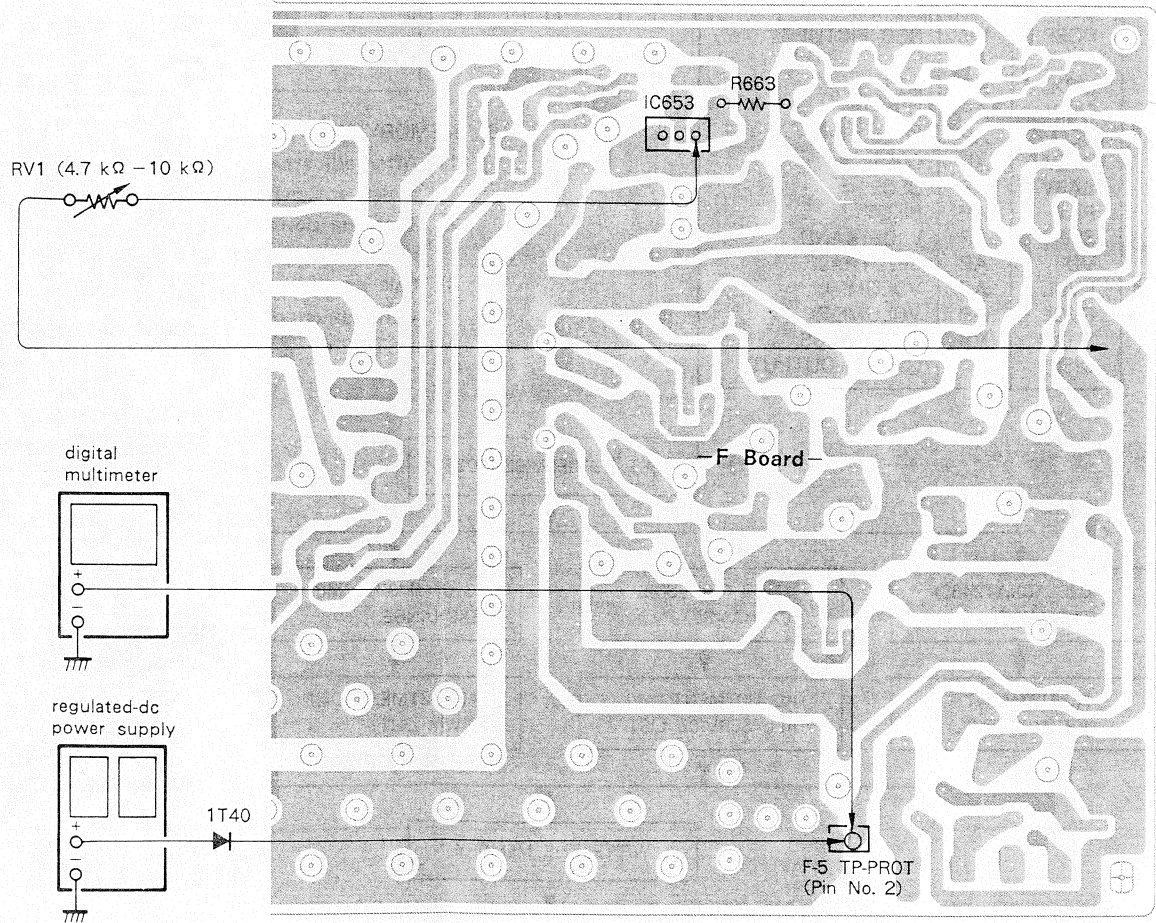 R663
IC653
RV1 (4.7 kΩ - 10 kΩ)
digital
multimeter
+
−
-F Board-
regulated-dc
power supply
+
−
1T40
F-5 TP-PROT
(Pin No. 2)